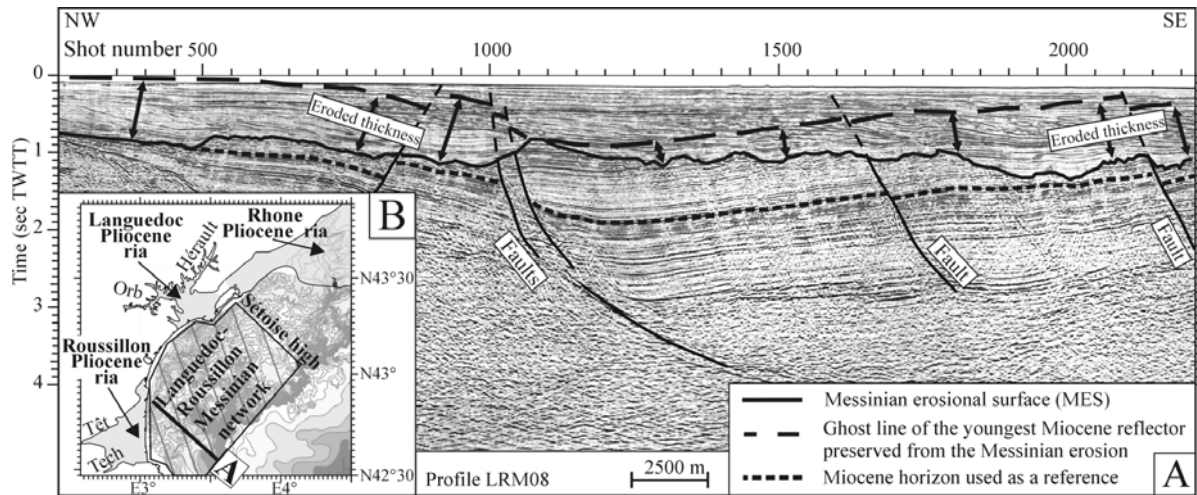 NW
SE
Shot number 500
1000
1500
2000
0
1
2
3
4
Time (sec TWTT)
Eroded thickness
Eroded thickness
Faults
Fault
Fault
B
Languedoc
Pliocene
ria
Rhone
Pliocene ria
Hérault
Orb
N43°30
Sétoise high
Roussillon
Pliocene
ria
Languedoc-
Roussillon
Messinian
network
N43°
Têt
Tech
A
N42°30
E3°
E4°
Profile LRM08
2500 m
Messinian erosional surface (MES)
Ghost line of the youngest Miocene reflector
preserved from the Messinian erosion
Miocene horizon used as a reference
A